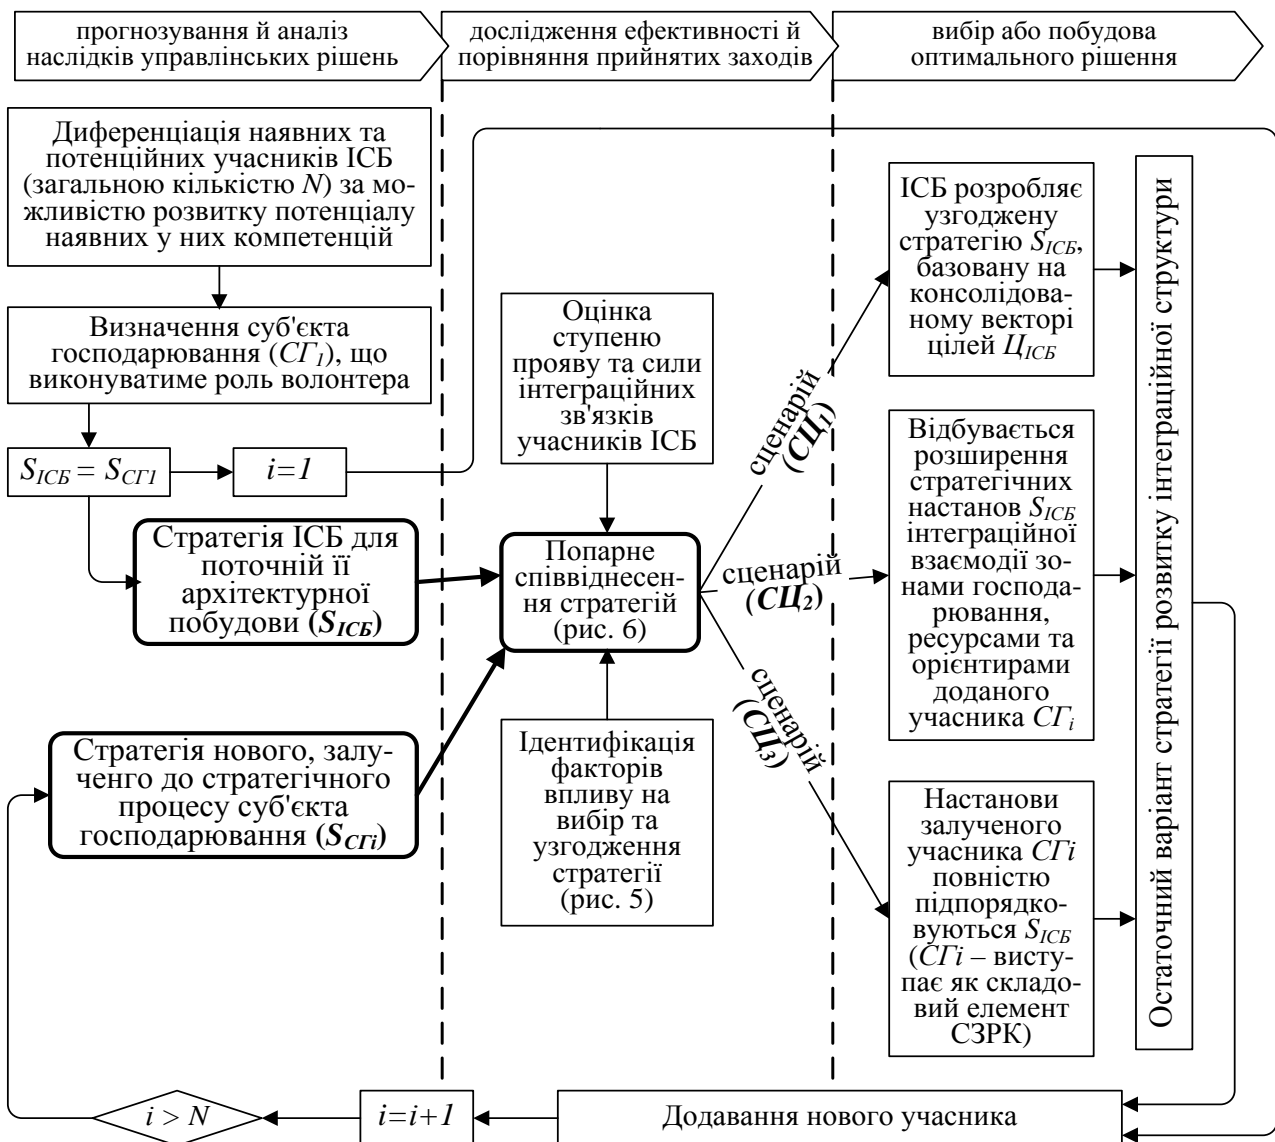 прогнозування й аналіз
наслідків управлінських рішень
дослідження ефективності й
порівняння прийнятих заходів
вибір або побудова
оптимального рішення
Диференціація наявних та
потенційних учасників ІСБ
(загальною кількістю N) за мо-
жливістю розвитку потенціалу
наявних у них компетенцій
Визначення суб'єкта
господарювання (СГ1), що
виконуватиме роль волонтера
SІСБ = SСГ1
i=1
Стратегія ІСБ для
поточній її
архітектурної
побудови (SІСБ)
Стратегія нового, залу-
ченго до стратегічного
процесу суб'єкта
господарювання (SСГi)
Оцінка
ступеню
прояву та сили
інтеграційних
зв'язків
учасників ІСБ
Попарне
співвіднесен-
ня стратегій
(рис. 6)
Ідентифікація
факторів
впливу на
вибір та
узгодження
стратегії
(рис. 5)
сценарій
(СЦ1)
сценарій
(СЦ2)
сценарій
(СЦ3)
ІСБ розробляє
узгоджену
стратегію SІСБ,
базовану на
консолідова-
ному векторі
цілей ЦІСБ
Відбувається
розширення
стратегічних
настанов SІСБ
інтеграційної
взаємодії зо-
нами господа-
рювання,
ресурсами та
орієнтирами
доданого
учасника СГi
Настанови
залученого
учасника СГi
повністю
підпорядко-
вуються SІСБ
(СГi – висту-
пає як складо-
вий елемент
СЗРК)
Остаточний варіант стратегії розвитку інтеграційної структури
i > N
i=i+1
Додавання нового учасника